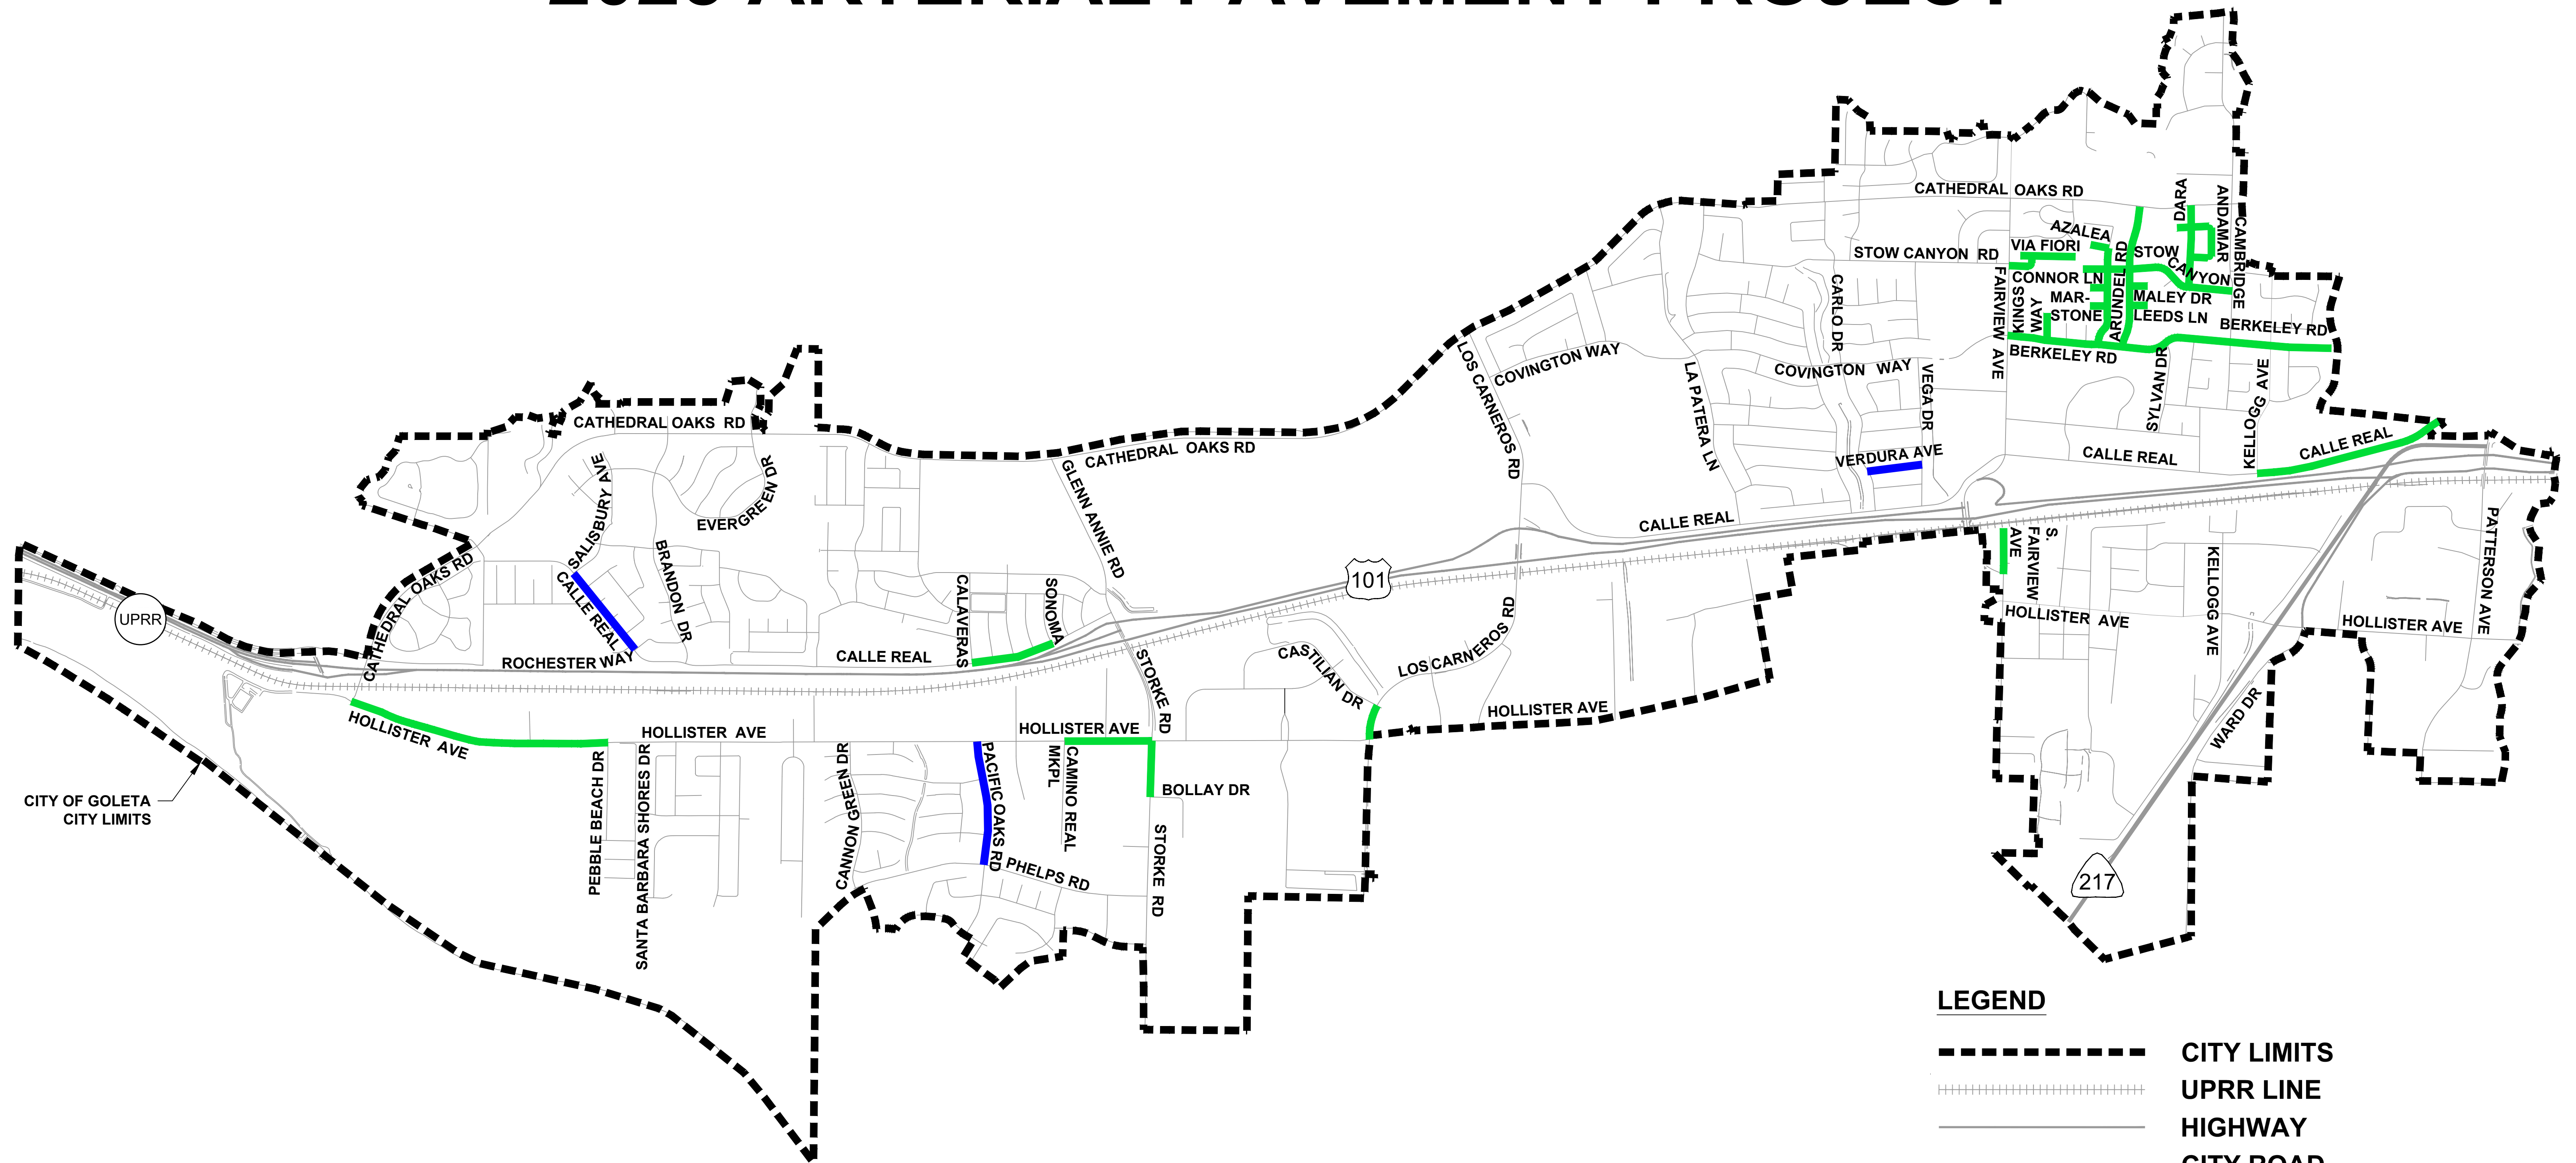 2023 ARTERIAL PAVEMENT PROJECT
CATHEDRAL OAKS RD
DARA
ANDAMAR
CAMBRIDGE
AZALEA
VIA FIORI
STOW CANYON RD
STOW
CANYON
ARUNDEL RD
CONNOR LN
FAIRVIEW AVE
KINGS
WAY
MAR-
STONE
MALEY DR
LEEDS LN
BERKELEY RD
BERKELEY RD
CARLO DR
COVINGTON WAY
COVINGTON WAY
LOS CARNEROS RD
LA PATERA LN
VEGA DR
SYLVAN DR
KELLOGG AVE
VERDURA AVE
CALLE REAL
CALLE REAL
CALLE REAL
CATHEDRAL OAKS RD
CATHEDRAL OAKS RD
SALISBURY AVE
EVERGREEN DR
GLENN ANNIE RD
BRANDON DR
CALLE REAL
CATHEDRAL OAKS RD
UPRR
ROCHESTER WAY
CALLE REAL
CALAVERAS
SONOMA
101
STORKE RD
CASTILIAN DR
LOS CARNEROS RD
HOLLISTER AVE
S.
FAIRVIEW
AVE
HOLLISTER AVE
KELLOGG AVE
PATTERSON AVE
HOLLISTER AVE
WARD DR
217
HOLLISTER AVE
HOLLISTER AVE
HOLLISTER AVE
PEBBLE BEACH DR
SANTA BARBARA SHORES DR
CANNON GREEN DR
PACIFIC OAKS RD
CAMINO REAL
MKPL
BOLLAY DR
PHELPS RD
STORKE RD
CITY OF GOLETA
CITY LIMITS
LEGEND
CITY LIMITS
UPRR LINE
HIGHWAY
CITY ROAD